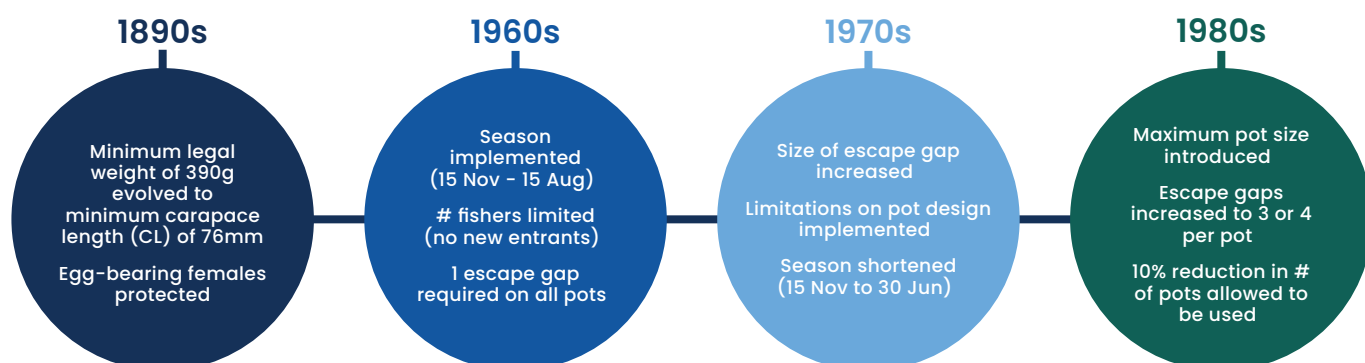 1890s
Minimum legal
weight of 390g
evolved to
minimum carapace
length (CL) of 76mm
Egg-bearing females
protected
1960s
Season
implemented
(15 Nov - 15 Aug)
# fishers limited
(no new entrants)
1 escape gap
required on all pots
1970s
Size of escape gap
increased
Limitations on pot design
implemented
Season shortened
(15 Nov to 30 Jun)
1980s
Maximum pot size
introduced
Escape gaps
increased to 3 or 4
per pot
10% reduction in #
of pots allowed to
be used